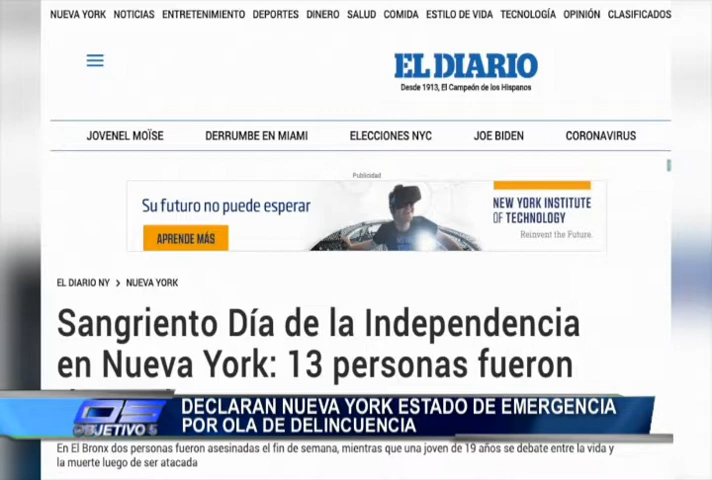 NUEVA YORK NOTICIAS ENTRETENIMIENTO DEPORTES DINERO SALUD COMIDA ESTILO DE VIDA TECNOLOGÍA OPINIÓN CLASIFICADOS
EL DIARIO
Desde 1913, El Campeón de los Hispanos
JOVENEL MOÏSE DERRUMBE EN MIAMI ELECCIONES NYC JOE BIDEN CORONAVIRUS
Publicidad
Su futuro no puede esperar
APRENDE MÁS
NEW YORK INSTITUTE
OF TECHNOLOGY
Reinvent the Future.
EL DIARIO NY > NUEVA YORK
Sangriento Día de la Independencia
en Nueva York: 13 personas fueron
OBJETIVO 5
DECLARAN NUEVA YORK ESTADO DE EMERGENCIA
POR OLA DE DELINCUENCIA
En El Bronx dos personas fueron asesinadas el fin de semana, mientras que una joven de 19 años se debate entre la vida y
la muerte luego de ser atacada